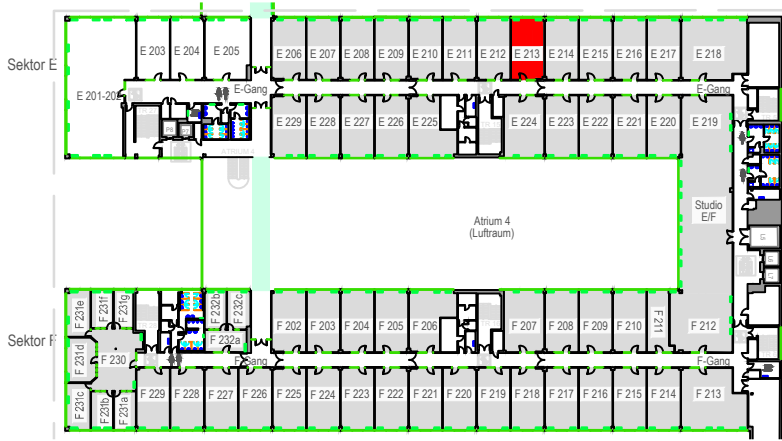 E 203 E 204 E 205 E 206 E 207 E 208 E 209 E 210 E 211 E 212 E 213 E 214 E 215 E 216 E 217 E 218
Sektor E
E-Gang E-Gang
E 229 E 228 E 227 E 226 E 225 E 224 E 223 E 222 E 221 E 220 E 219
Studio
E/F
Atrium 4
(Luftraum)
L5
L6
L7
F 231e F 231f F 231g F 232b F 232c F 202 F 203 F 204 F 205 F 206 F 207 F 208 F 209 F 210 F 211 F 212
Sektor F
F 232a
F 231d F 230 F-Gang F-Gang
F 231c F 231b F 231a F 229 F 228 F 227 F 226 F 225 F 224 F 223 F 222 F 221 F 220 F 219 F 218 F 217 F 216 F 215 F 214 F 213